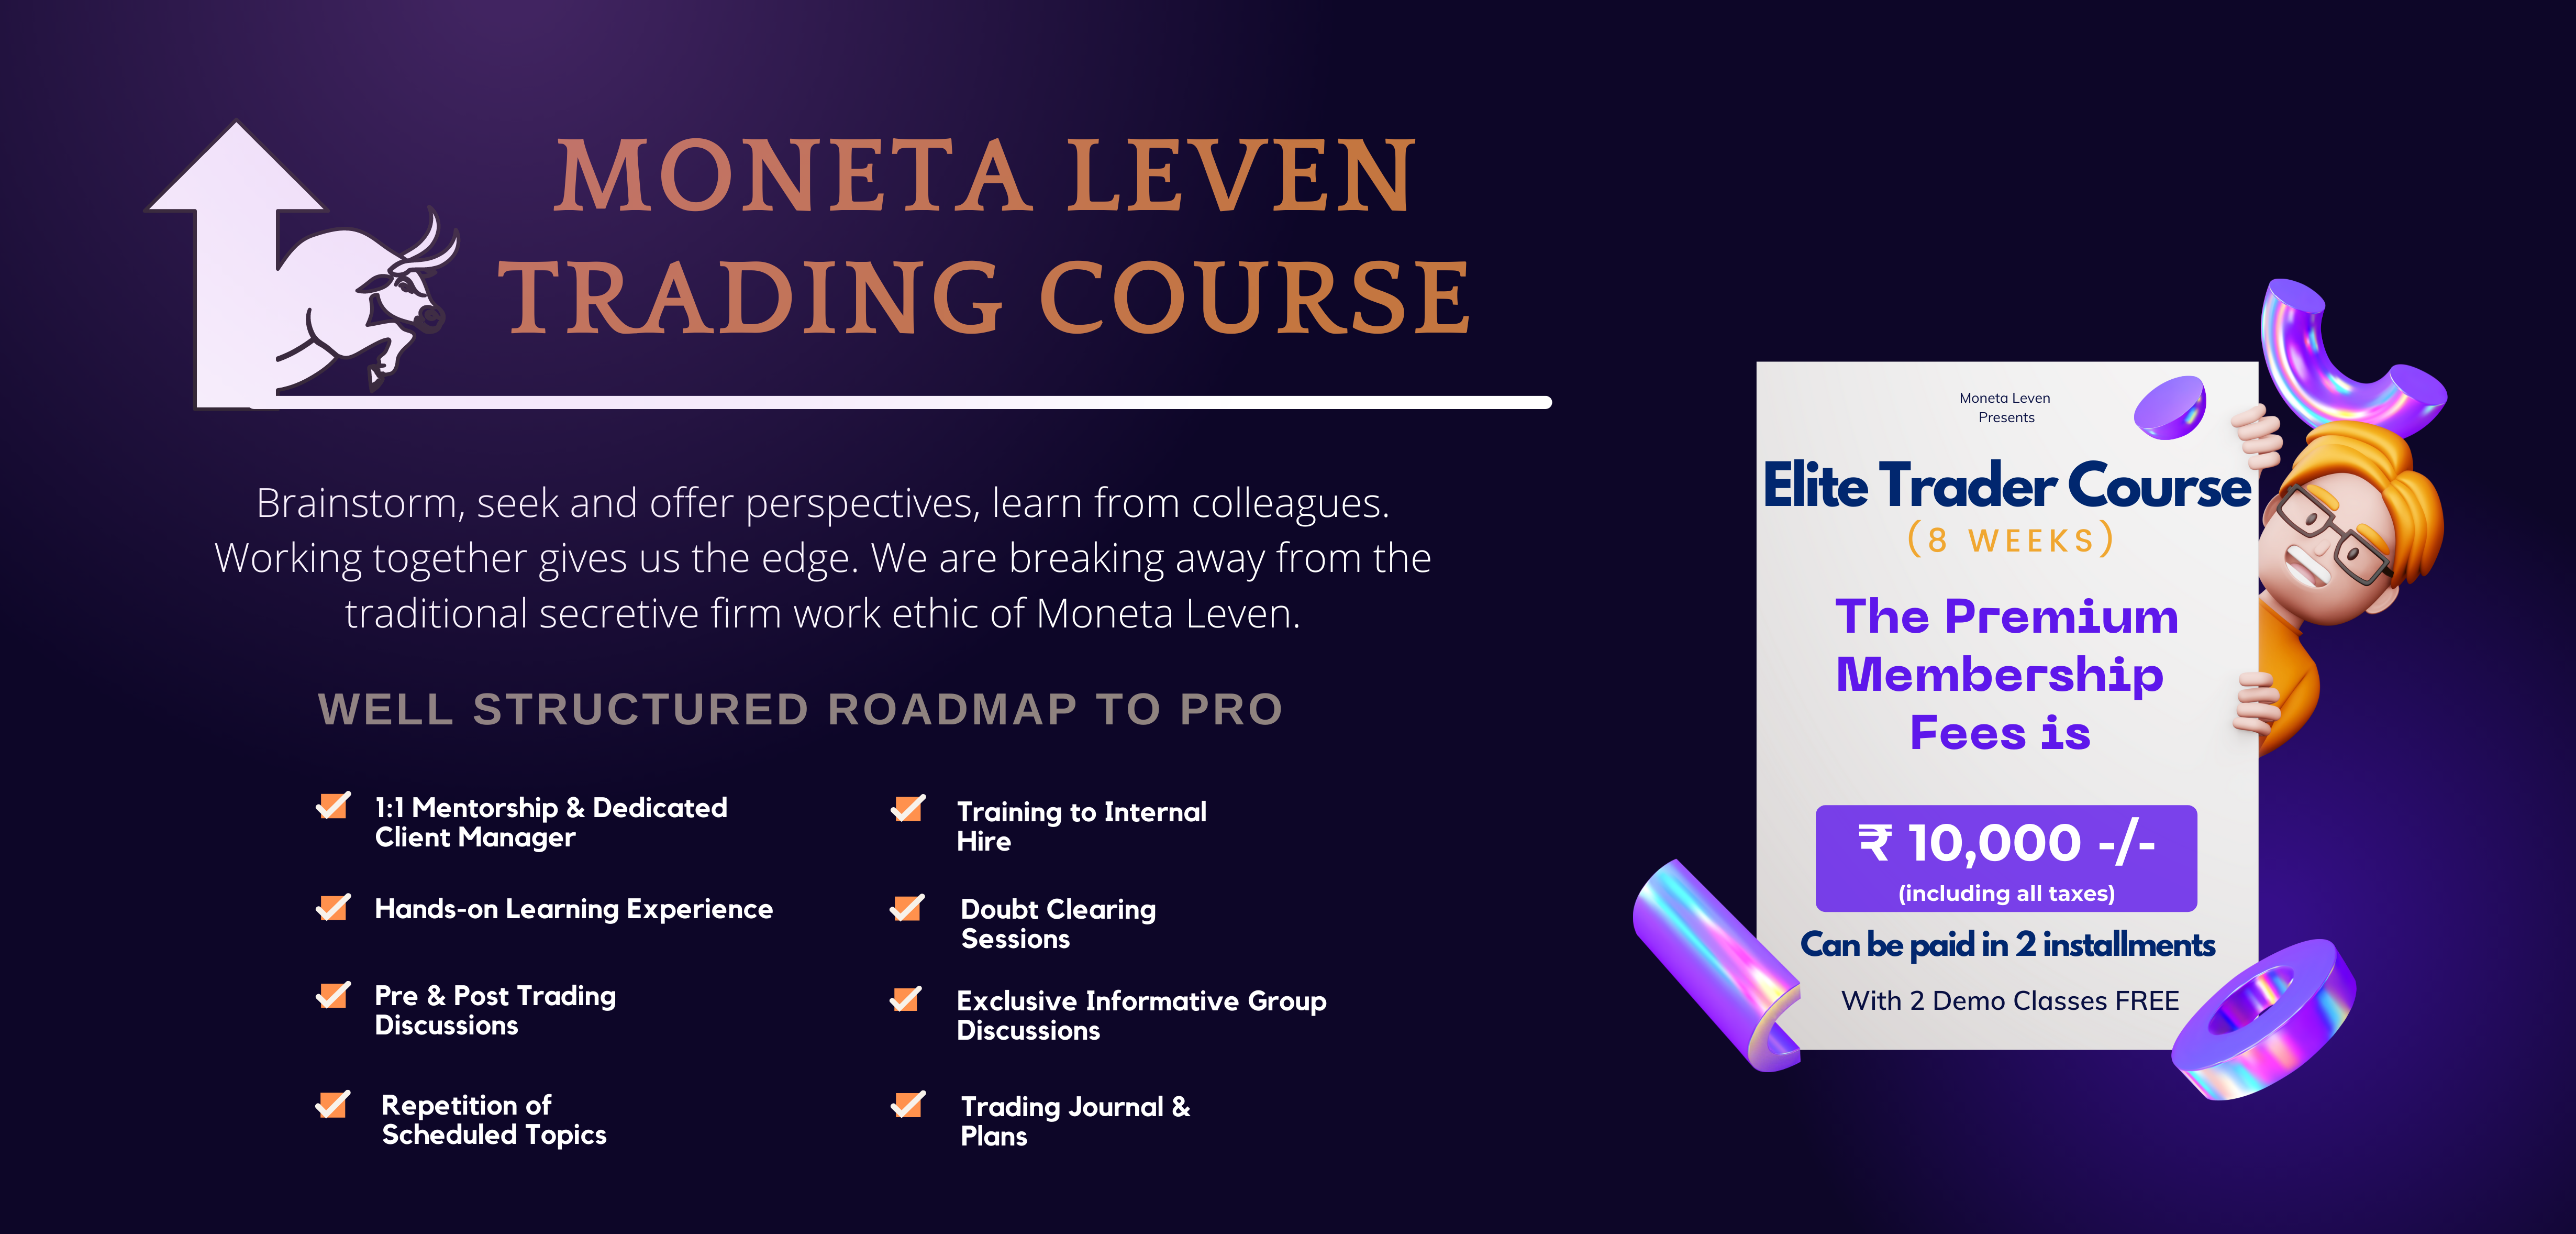 MONETA LEVEN
TRADING COURSE
Brainstorm, seek and offer perspectives, learn from colleagues.
Working together gives us the edge. We are breaking away from the
traditional secretive firm work ethic of Moneta Leven.
WELL STRUCTURED ROADMAP TO PRO
1:1 Mentorship & Dedicated
Client Manager
Hands-on Learning Experience
Pre & Post Trading
Discussions
Repetition of
Scheduled Topics
Training to Internal
Hire
Doubt Clearing
Sessions
Exclusive Informative Group
Discussions
Trading Journal &
Plans
Moneta Leven
Presents
Elite Trader Course
(8 WEEKS)
The Premium
Membership
Fees is
₹ 10,000 -/-
(including all taxes)
Can be paid in 2 installments
With 2 Demo Classes FREE